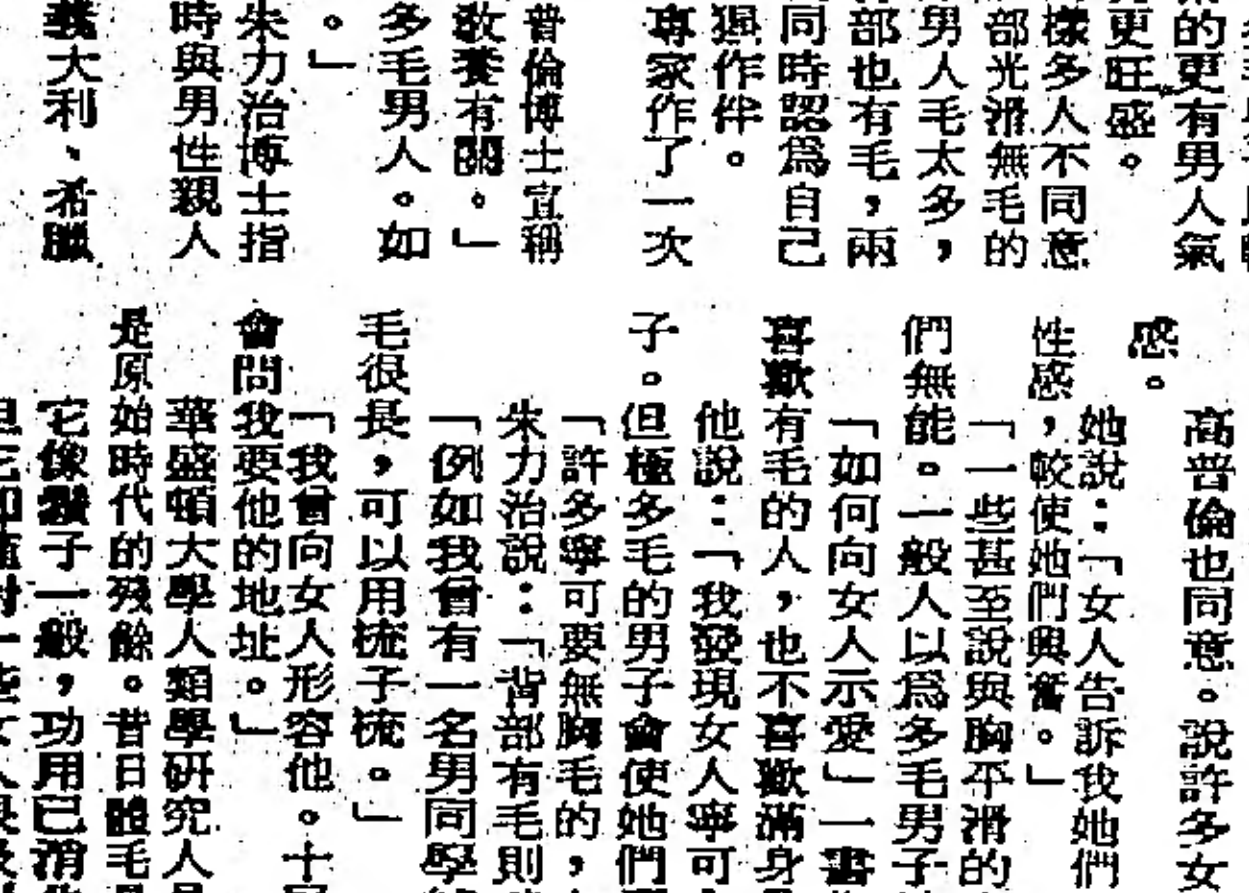 的更有男人氣
更旺盛。
樣多人不同意
部光滑無毛的
男人毛太多，
部也有毛，兩
同時認爲自己
猩作伴。
專家作了一次
普倫博士宣稱
敎養有關。」
多毛男人。如
。」
朱力治博士指
時與男性親人
義大利、希臘
高普倫也同意。說許多女
感。
她說：「女人告訴我她們
性感，較使她們興奮。」
「一些甚至說與胸平滑的
們無能。一般人以爲多毛男子
「如何向女人示愛」一書
喜歡有毛的人，也不喜歡滿身
他說：「我發現女人寧可
子。但極多毛的男子會使她們
「許多寧可要無胸毛的，
朱力治說：「背部有毛則
「例如我曾有一名男同學
毛很長，可以用梳子梳。」
「我曾向女人形容他。十
會問我要他的地址。」
華盛頓大學人類學研究人
是原始時代的殘餘。昔日體毛
它像鬍子一般，功用已消